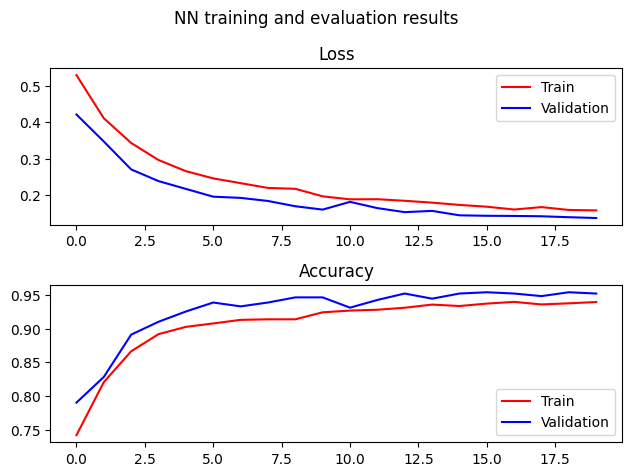 NN training and evaluation results
Loss
0.5
0.4
0.3
0.2
Train
Validation
0.0 2.5 5.0 7.5 10.0 12.5 15.0 17.5
Accuracy
0.95
0.90
0.85
0.80
0.75
Train
Validation
0.0 2.5 5.0 7.5 10.0 12.5 15.0 17.5